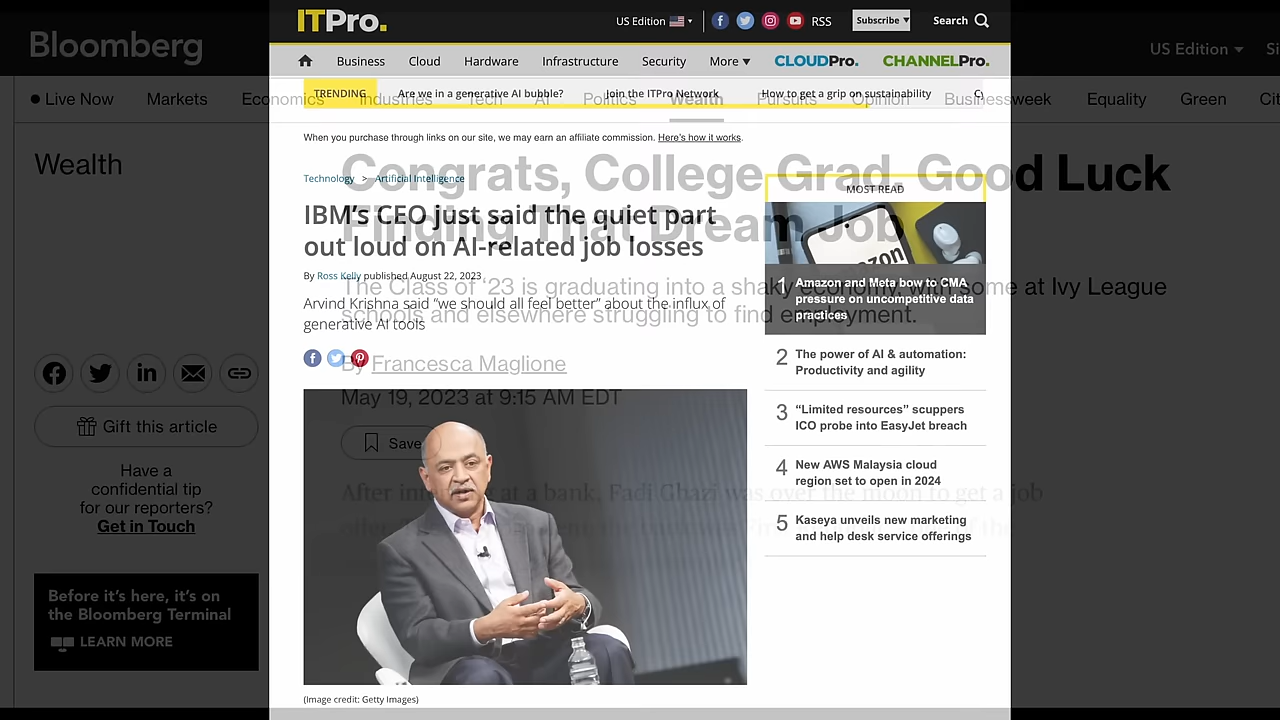 Bloomberg
US Edition
ITPro.
US Edition
RSS
Subscribe
Search
Business
Cloud
Hardware
Infrastructure
Security
More
CLOUDPro.
CHANNELPro.
Live Now
Markets
Economics
Industries
Tech
AI
Politics
Wealth
Pursuits
Opinion
Businessweek
Equality
Green
TRENDING
Are we in a generative AI bubble?
Join the ITPro Network
How to get a grip on sustainability
When you purchase through links on our site, we may earn an affiliate commission. Here's how it works.
Wealth
Technology > Artificial Intelligence
Congrats, College Grad. Good Luck
Finding That Dream Job
IBM’s CEO just said the quiet part
out loud on AI-related job losses
By Ross Kelly published August 22, 2023
The Class of ‘23 is graduating into a shaky economy, with some at Ivy League
schools and elsewhere struggling to find employment.
Arvind Krishna said “we should all feel better” about the influx of
generative AI tools
By Francesca Maglione
May 19, 2023 at 9:15 AM EDT
Save
MOST READ
1 Amazon and Meta bow to CMA
pressure on uncompetitive data
practices
2 The power of AI & automation:
Productivity and agility
3 “Limited resources” scuppers
ICO probe into EasyJet breach
4 New AWS Malaysia cloud
region set to open in 2024
5 Kaseya unveils new marketing
and help desk service offerings
Gift this article
Have a
confidential tip
for our reporters?
Get in Touch
After at a bank, Fadi Ghazi was over the moon to get a job
Before it’s here, it’s on
the Bloomberg Terminal
LEARN MORE
(Image credit: Getty Images)